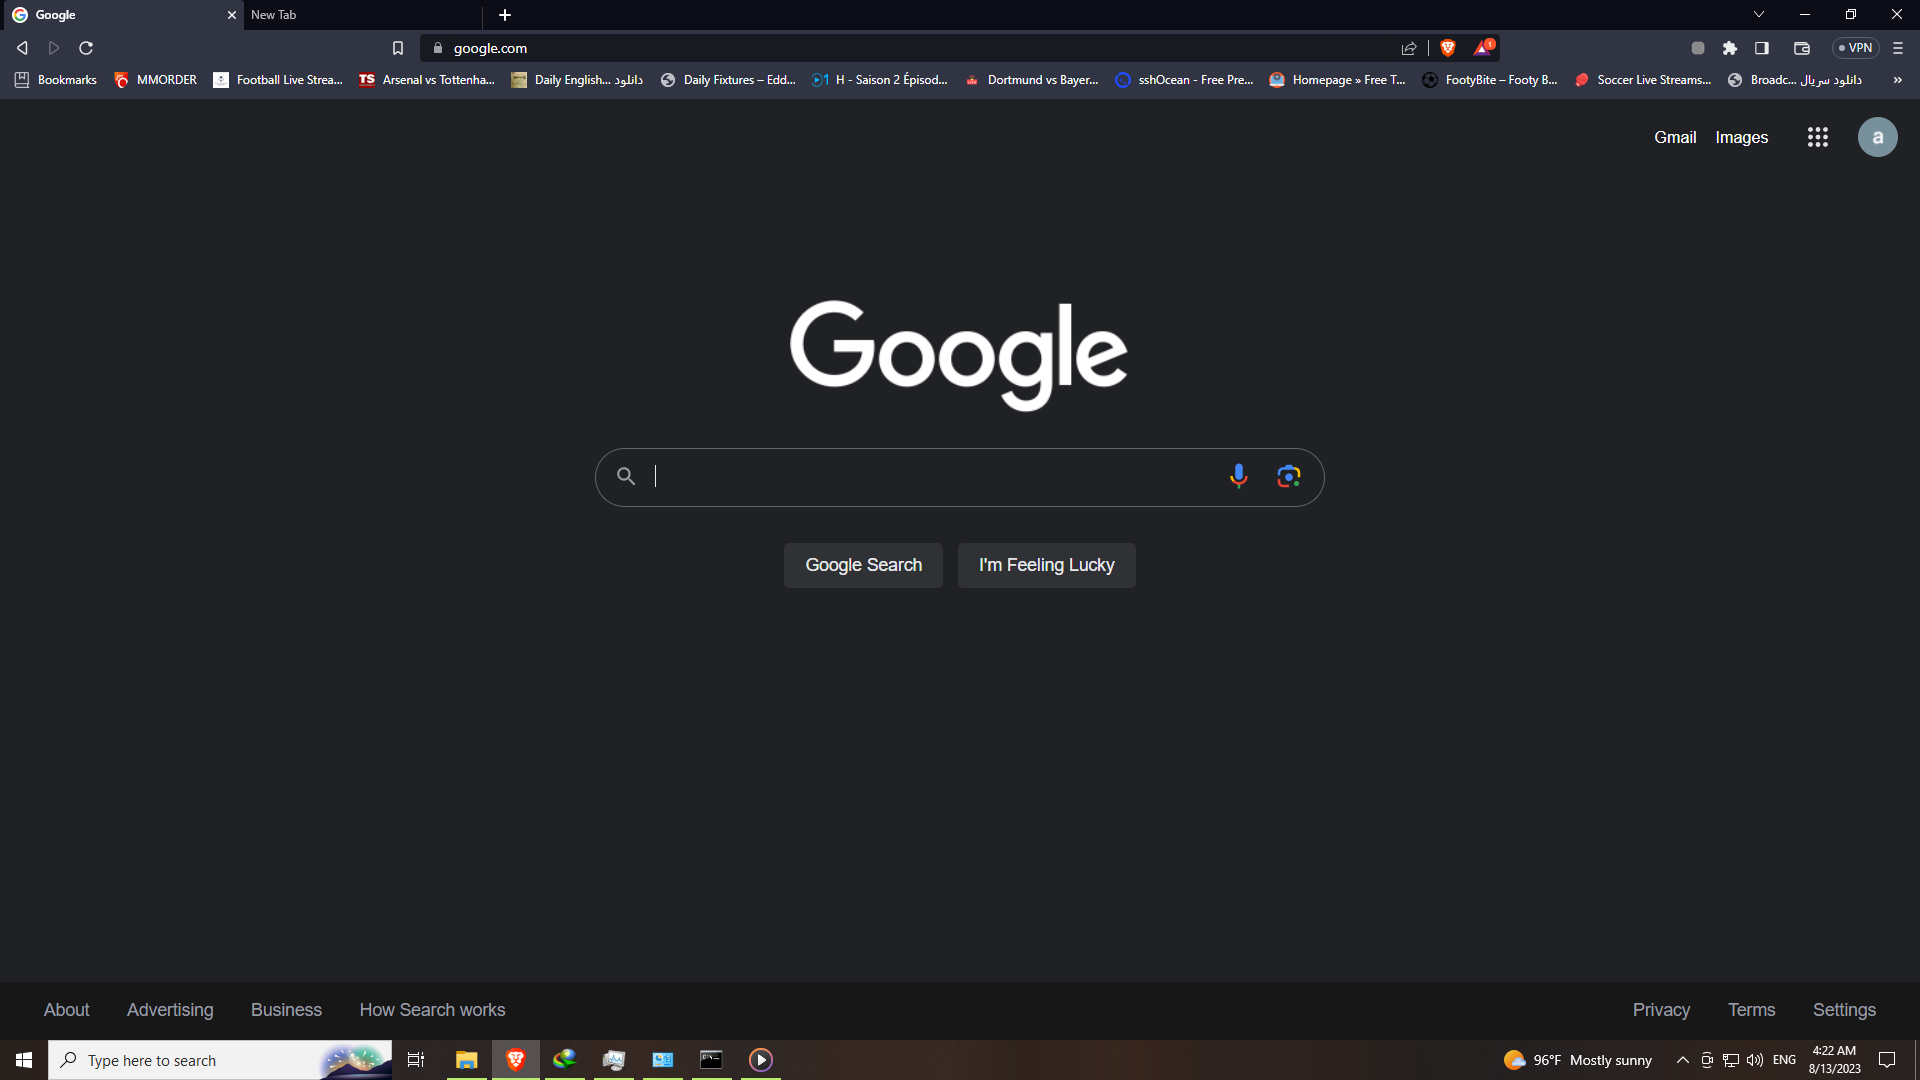 Google
New Tab
google.com
1
VPN
Bookmarks
MMORDER
Football Live Strea...
TS Arsenal vs Tottenha...
Daily English... دانلود
Daily Fixtures – Edd...
H - Saison 2 Épisod...
Dortmund vs Bayer...
sshOcean - Free Pre...
Homepage » Free T...
FootyBite – Footy B...
Soccer Live Streams...
Broadc... دانلود سریال
»
Gmail
Images
a
Google
Google Search
I'm Feeling Lucky
About
Advertising
Business
How Search works
Privacy
Terms
Settings
Type here to search
96°F Mostly sunny
ENG
4:22 AM
8/13/2023